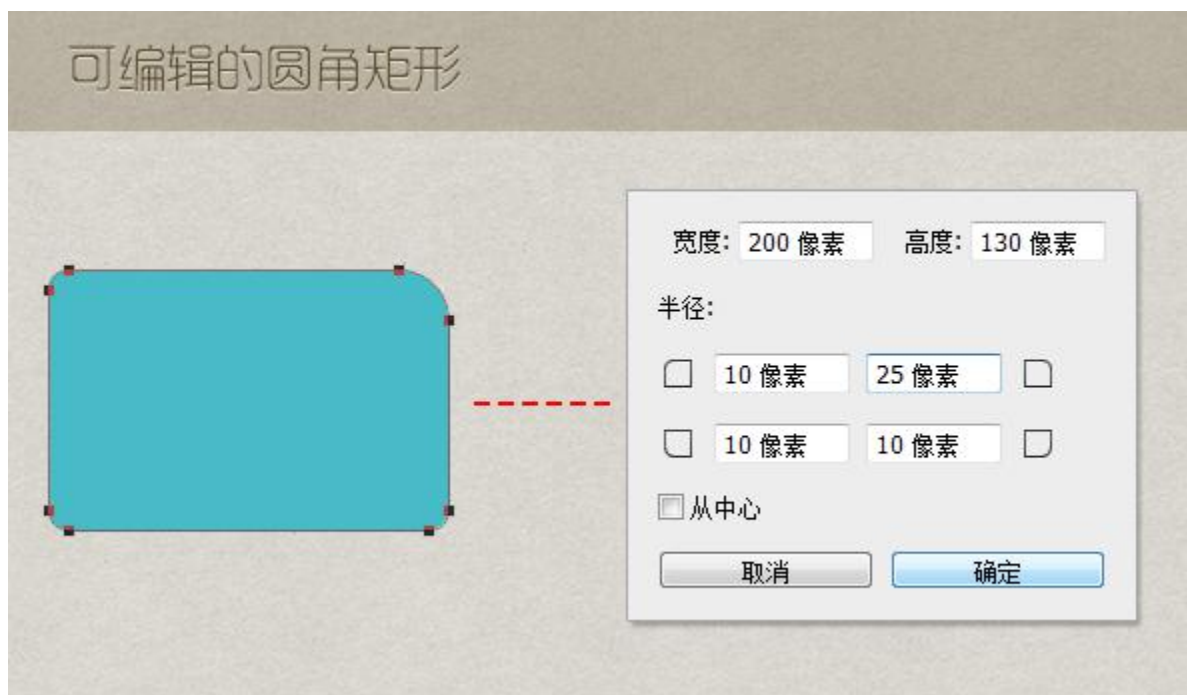 可编辑的圆角矩形
宽度: 200 像素 高度: 130 像素
半径:
10 像素 25 像素
10 像素 10 像素
从中心
取消 确定